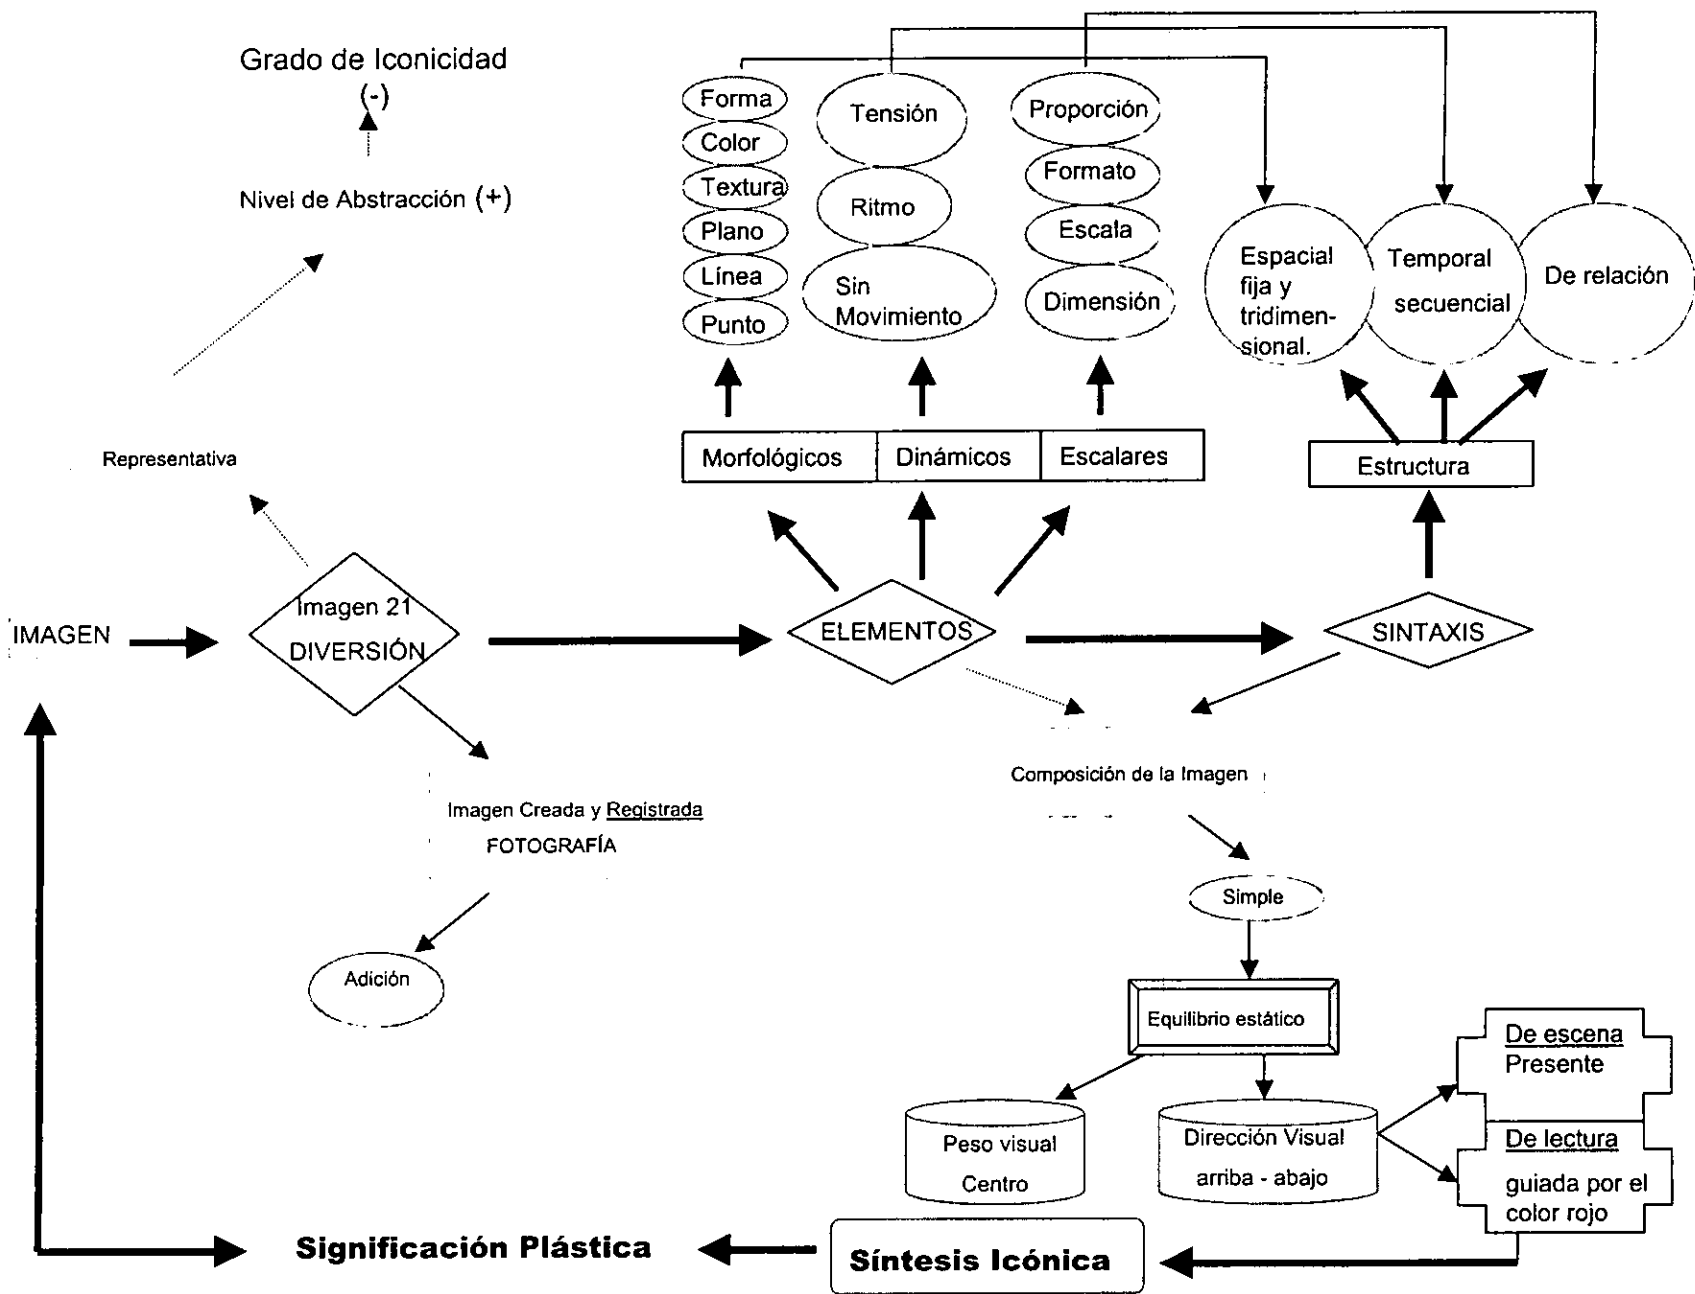 Grado de Iconicidad
(-)
Nivel de Abstracción (+)
Representativa
Forma
Color
Textura
Plano
Línea
Punto
Tensión
Ritmo
Sin
Movimiento
Proporción
Formato
Escala
Dimensión
Espacial
fija y
tridimen-
sional.
Temporal
secuencial
De relación
Morfológicos
Dinámicos
Escalares
Estructura
IMAGEN
Imagen 21
DIVERSIÓN
ELEMENTOS
SINTAXIS
Imagen Creada y Registrada
FOTOGRAFÍA
Adición
Composición de la Imagen
Simple
Equilibrio estático
Peso visual
Centro
Dirección Visual
arriba - abajo
De escena
Presente
De lectura
guiada por el
color rojo
Significación Plástica
Síntesis Icónica